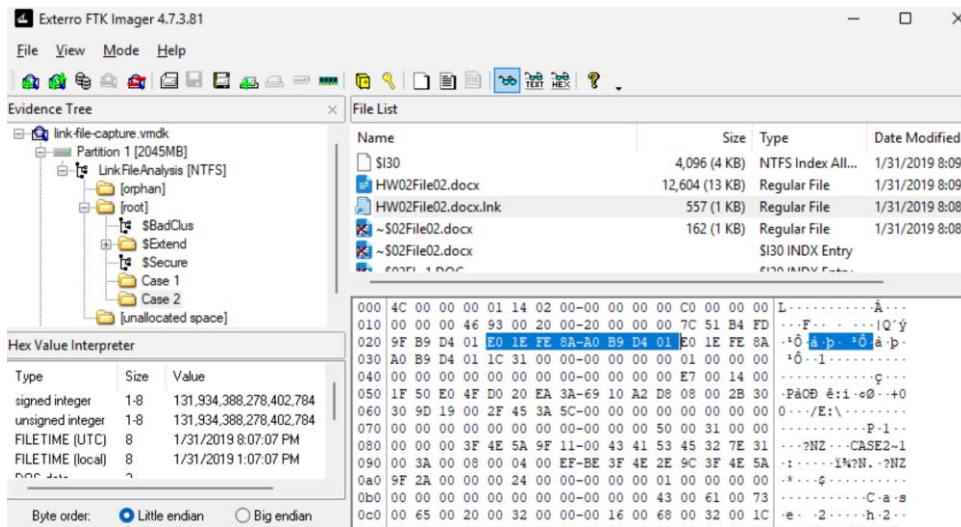 Exterro FTK Imager 4.7.3.81
File View Mode Help
TEXT HEX
Evidence Tree
link-file-capture.vmdk
Partition 1 [2045MB]
LinkFileAnalysis [NTFS]
[orphan]
[root]
$BadClus
$Extend
$Secure
Case 1
Case 2
[unallocated space]
File List
Name Size Type Date Modified
$I30 4,096 (4 KB) NTFS Index All... 1/31/2019 8:09
HW02File02.docx 12,604 (13 KB) Regular File 1/31/2019 8:09
HW02File02.docx.lnk 557 (1 KB) Regular File 1/31/2019 8:08
~$02File02.docx 162 (1 KB) Regular File 1/31/2019 8:08
~$02File02.docx $I30 INDX Entry
Hex Value Interpreter
Type Size Value
signed integer 1-8 131,934,388,278,402,784
unsigned integer 1-8 131,934,388,278,402,784
FILETIME (UTC) 8 1/31/2019 8:07:07 PM
FILETIME (local) 8 1/31/2019 1:07:07 PM
Byte order: Little endian Big endian
000 4C 00 00 00 01 14 02 00-00 00 00 00 C0 00 00 00 L···········À···
010 00 00 00 46 93 00 20 00-20 00 00 00 7C 51 B4 FD ···F·· · ···|Q´ý
020 9F B9 D4 01 E0 1E FE 8A-A0 B9 D4 01 E0 1E FE 8A ·¹Ô·à·þ· ¹Ô·à·þ·
030 A0 B9 D4 01 1C 31 00 00-00 00 00 00 01 00 00 00 ¹Ô··1··········
040 00 00 00 00 00 00 00 00-00 00 00 00 E7 00 14 00 ············ç···
050 1F 50 E0 4F D0 20 EA 3A-69 10 A2 D8 08 00 2B 30 ·PàOÐ ê:i·¢Ø··+0
060 30 9D 19 00 2F 45 3A 5C-00 00 00 00 00 00 00 00 0···/E:\········
070 00 00 00 00 00 00 00 00-00 00 00 00 50 00 31 00 ············P·1·
080 00 00 00 00 3F 4E 5A 9F 11-00 43 41 53 45 32 7E 31 ···?NZ···CASE2~1
090 00 3A 00 08 00 04 00 EF-BE 3F 4E 2E 9C 3F 4E 5A ·:·····ï¾?N.·?NZ
0a0 9F 2A 00 00 00 24 00 00-00 00 00 01 00 00 00 00 ·*···$··········
0b0 00 00 00 00 00 00 00 00-00 00 00 43 00 61 00 73 ···········C·a·s
0c0 00 65 00 20 00 32 00 00-00 16 00 68 00 32 00 1C ·e· ·2·····h·2··